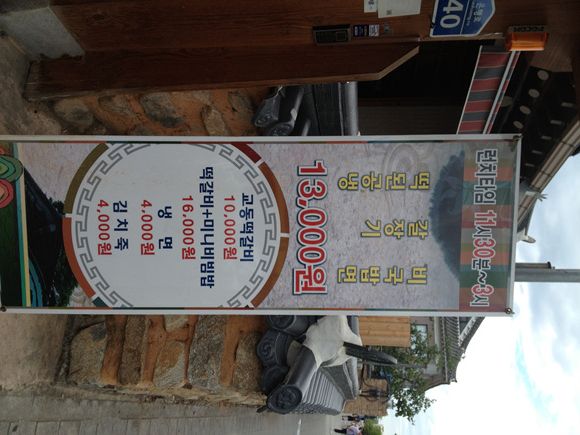 런치타임 11시:30분~3시
떡갈비
된장국
공기밥
냉 면
13,000원
교동떡갈비
10,000원
떡갈비+미니비빔밥
16,000원
냉 면
4,000원
김치죽
4,000원
40